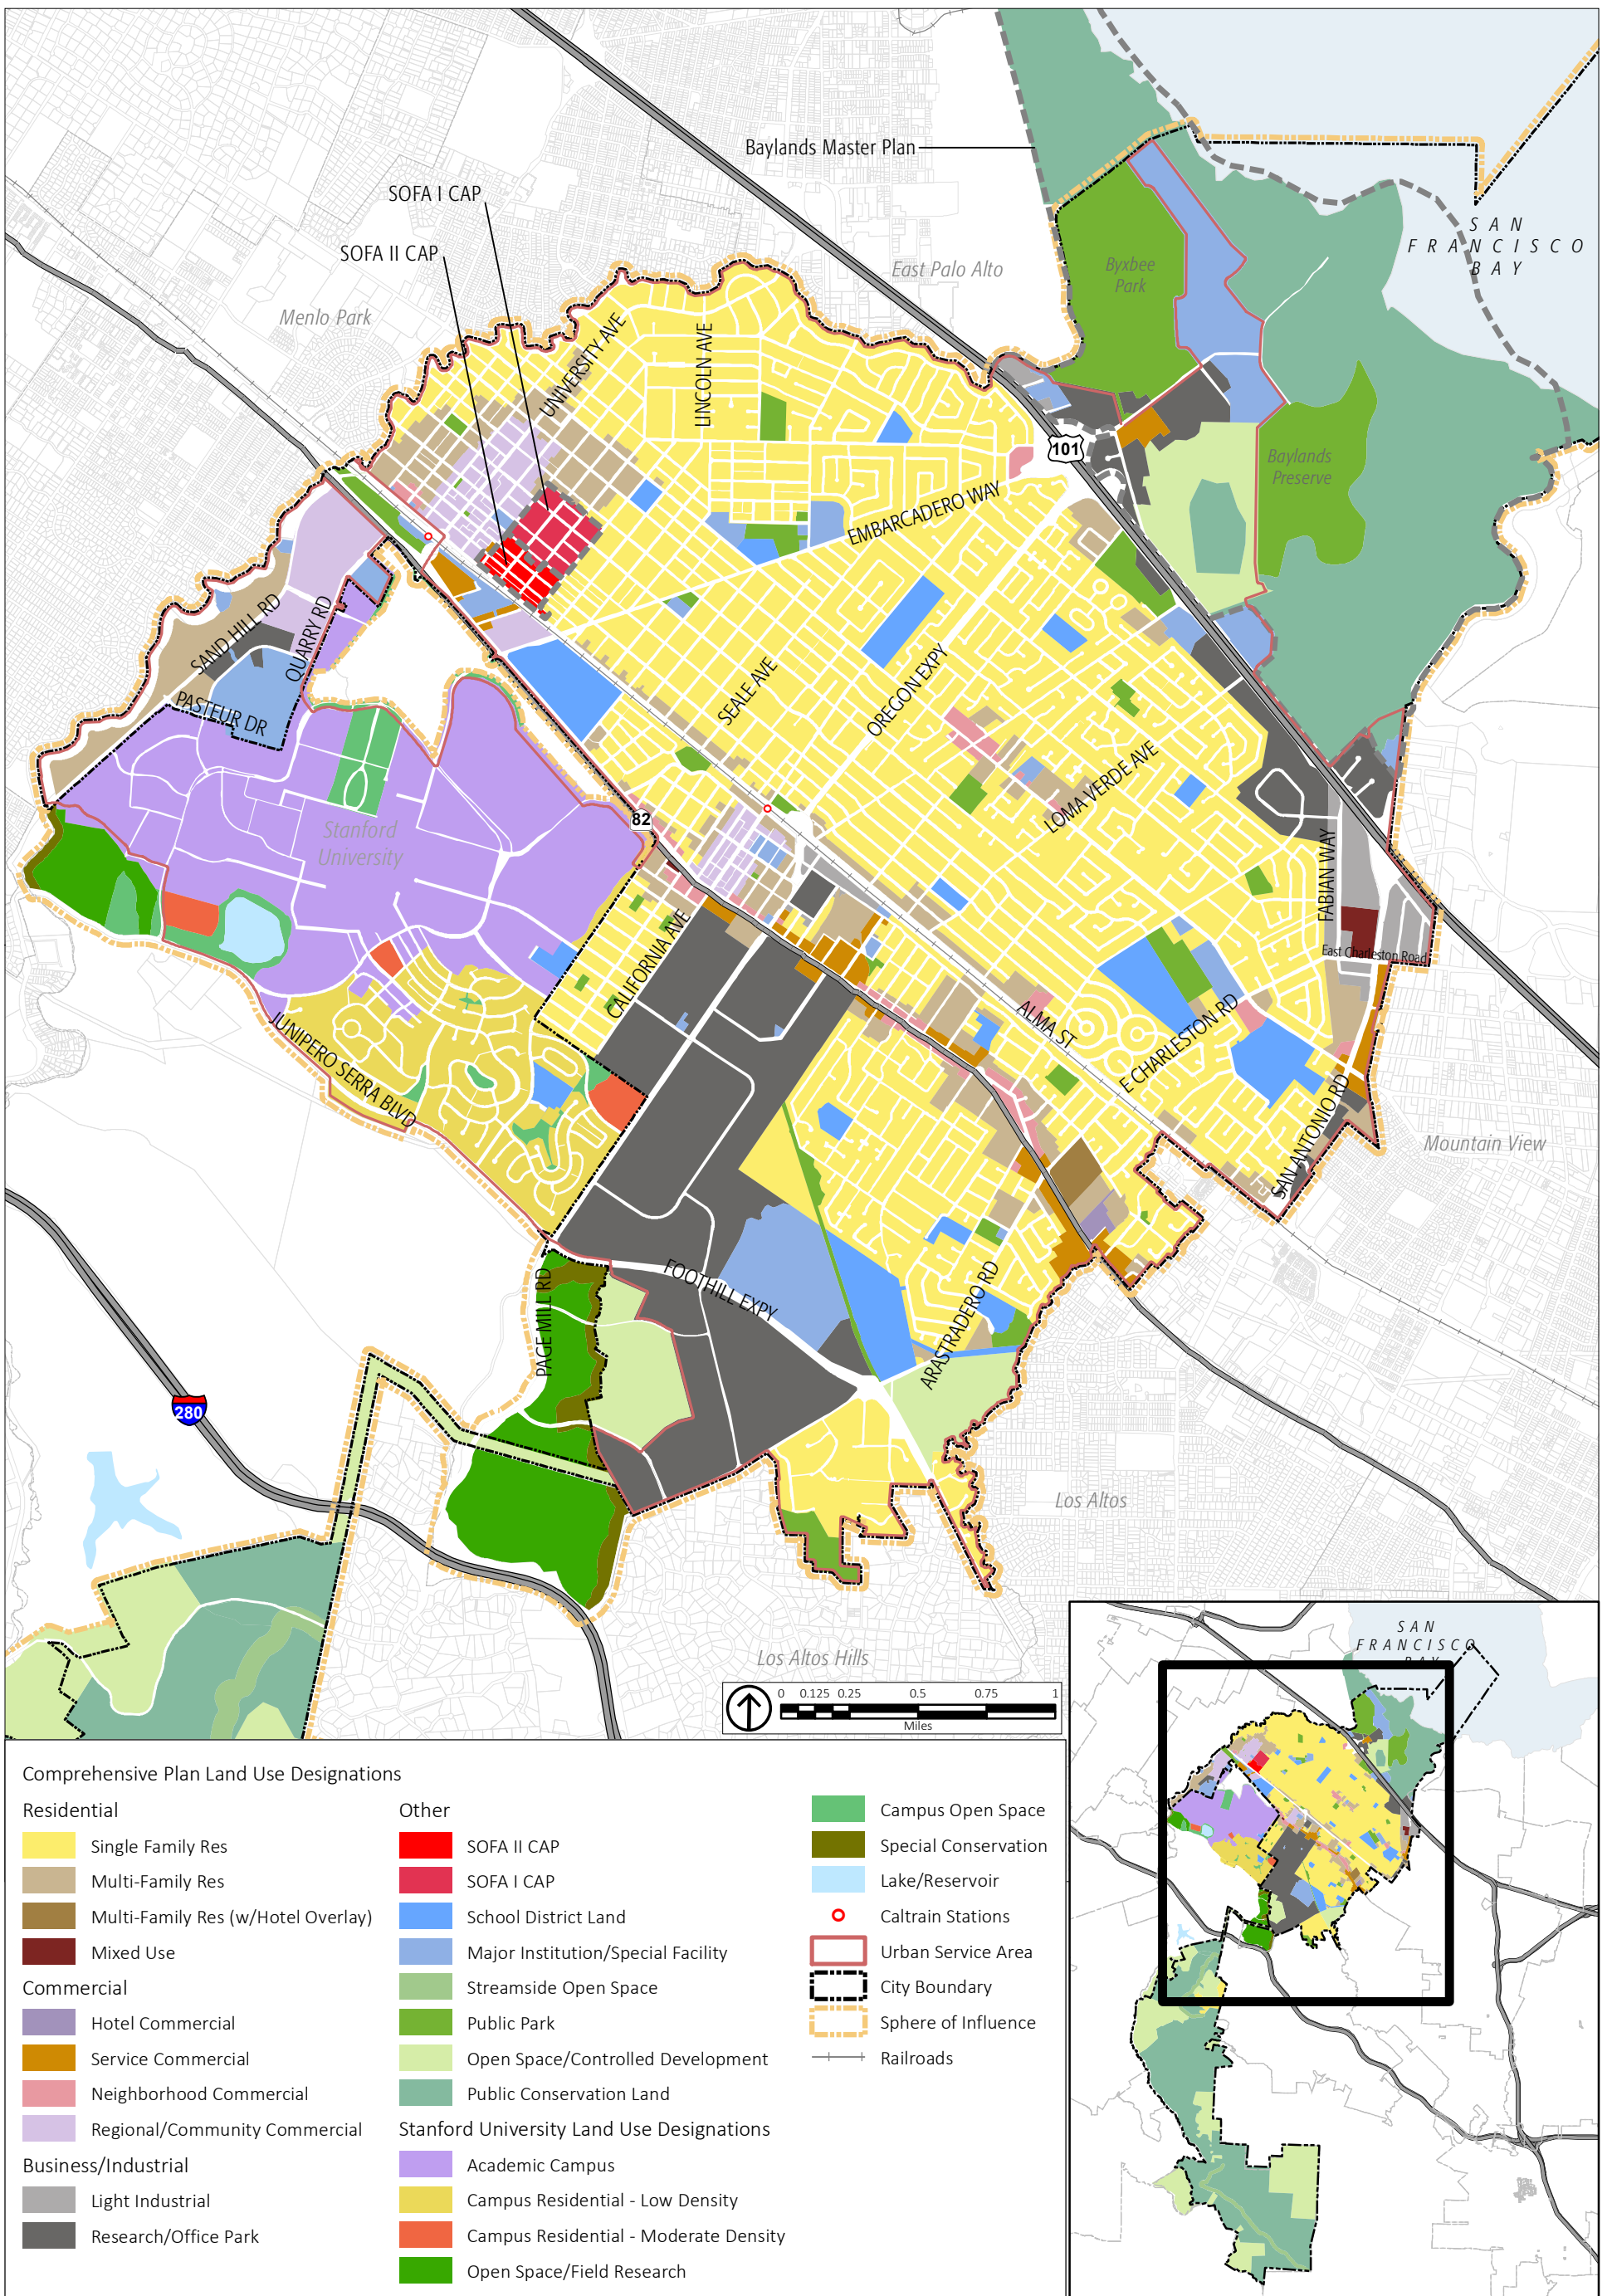 Baylands Master Plan
SOFA I CAP
SOFA II CAP
SAN
FRANCISCO
BAY
East Palo Alto
Byxbee
Park
Menlo Park
UNIVERSITY AVE
LINCOLN AVE
101
Baylands
Preserve
EMBARCADERO WAY
SAND HILL RD
QUARRY RD
PASTEUR DR
SEALE AVE
OREGON EXPY
LOMA VERDE AVE
Stanford
University
82
FABIAN WAY
CALIFORNIA AVE
East Charleston Road
ALMA ST
E CHARLESTON RD
JUNIPERO SERRA BLVD
SAN ANTONIO RD
Mountain View
PAGE MILL RD
FOOTHILL EXPY
ARASTRADERO RD
280
Los Altos
Los Altos Hills
0 0.125 0.25 0.5 0.75 1
Miles
SAN
FRANCISCO
BAY
Comprehensive Plan Land Use Designations
Residential
Single Family Res
Multi-Family Res
Multi-Family Res (w/Hotel Overlay)
Mixed Use
Commercial
Hotel Commercial
Service Commercial
Neighborhood Commercial
Regional/Community Commercial
Business/Industrial
Light Industrial
Research/Office Park
Other
SOFA II CAP
SOFA I CAP
School District Land
Major Institution/Special Facility
Streamside Open Space
Public Park
Open Space/Controlled Development
Public Conservation Land
Stanford University Land Use Designations
Academic Campus
Campus Residential - Low Density
Campus Residential - Moderate Density
Open Space/Field Research
Campus Open Space
Special Conservation
Lake/Reservoir
Caltrain Stations
Urban Service Area
City Boundary
Sphere of Influence
Railroads